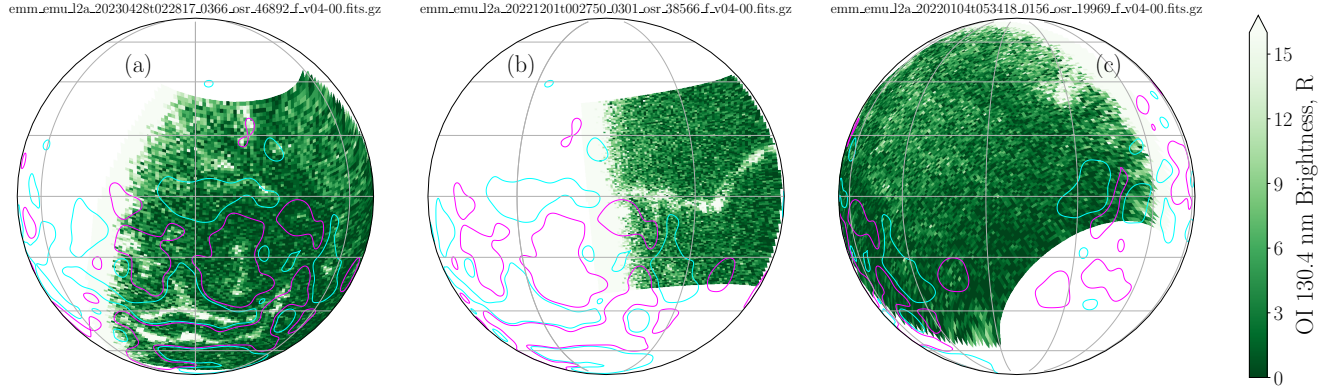 emm_emu_l2a_20230428t022817_0366_osr_46892_f_v04-00.fits.gz
emm_emu_l2a_20221201t002750_0301_osr_38566_f_v04-00.fits.gz
emm_emu_l2a_20220104t053418_0156_osr_19969_f_v04-00.fits.gz
(a)
(b)
(c)
15
12
9
6
3
0
OI 130.4 nm Brightness, R